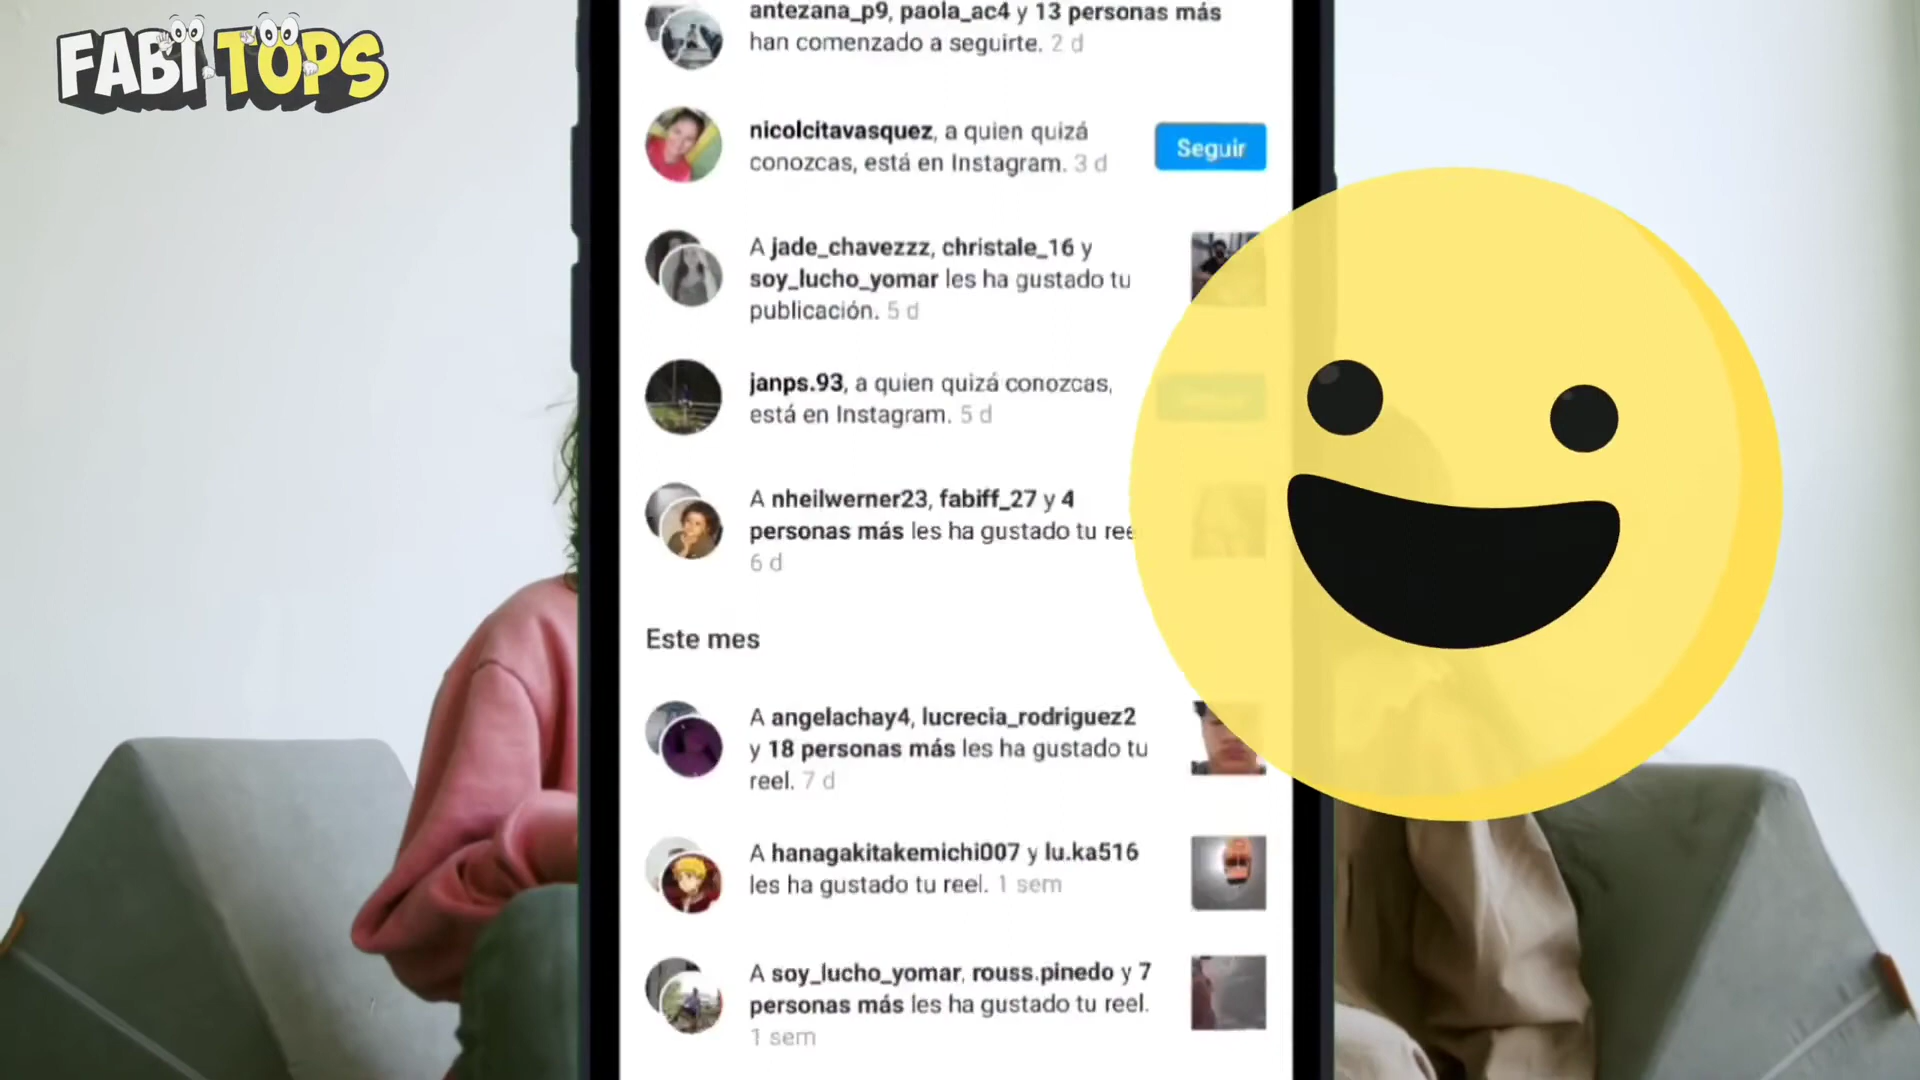 FABI TOPS
antezana_p9, paola_ac4 y 13 personas más
han comenzado a seguirte. 2 d
nicolcitavasquez, a quien quizá
conozcas, está en Instagram. 3 d
Seguir
A jade_chavezzz, christale_16 y
soy_lucho_yomar les ha gustado tu
publicación. 5 d
janps.93, a quien quizá conozcas,
está en Instagram. 5 d
A nheilwerner23, fabiff_27 y 4
personas más les ha gustado tu ree
6 d
Este mes
A angelachay4, lucrecia_rodriguez2
y 18 personas más les ha gustado tu
reel. 7 d
A hanagakitakemichi007 y lu.ka516
les ha gustado tu reel. 1 sem
A soy_lucho_yomar, rouss.pinedo y 7
personas más les ha gustado tu reel.
1 sem